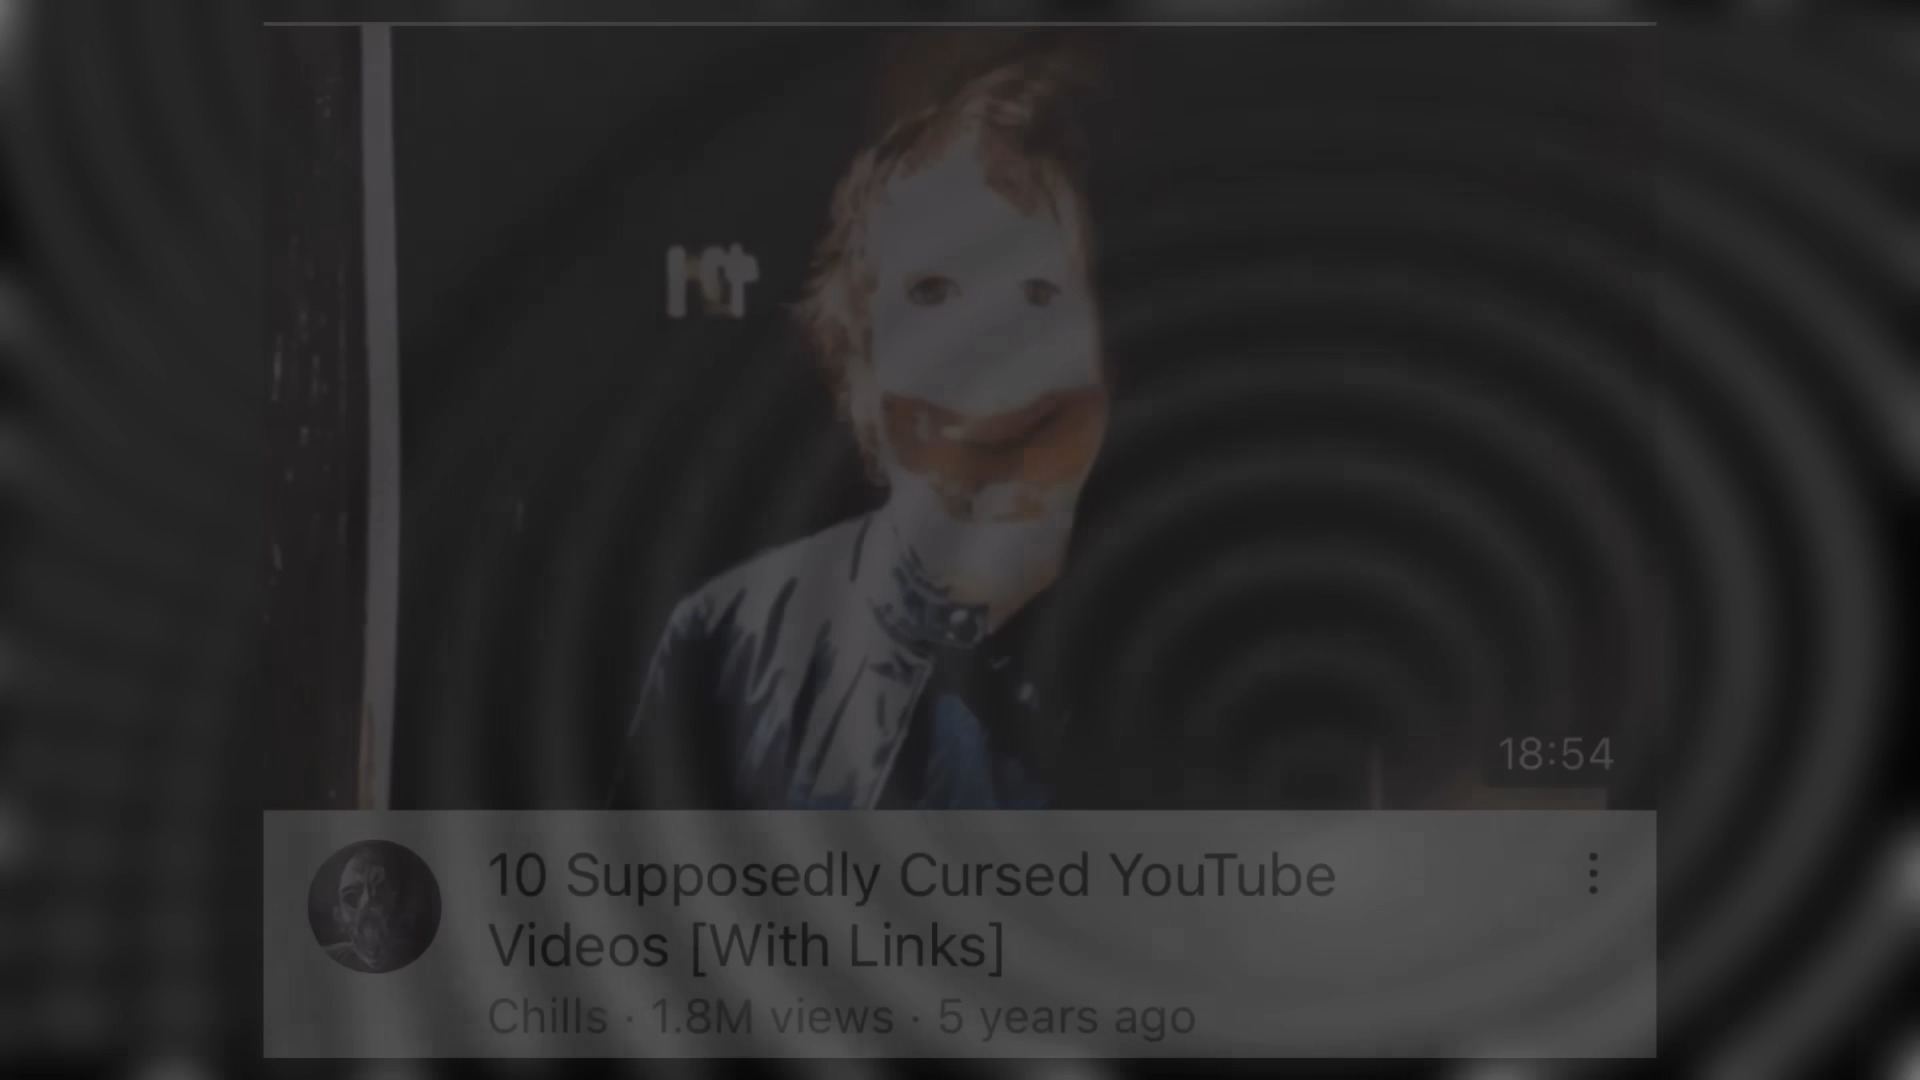 18:54
10 Supposedly Cursed YouTube
Videos [With Links]
Chills · 1.8M views · 5 years ago